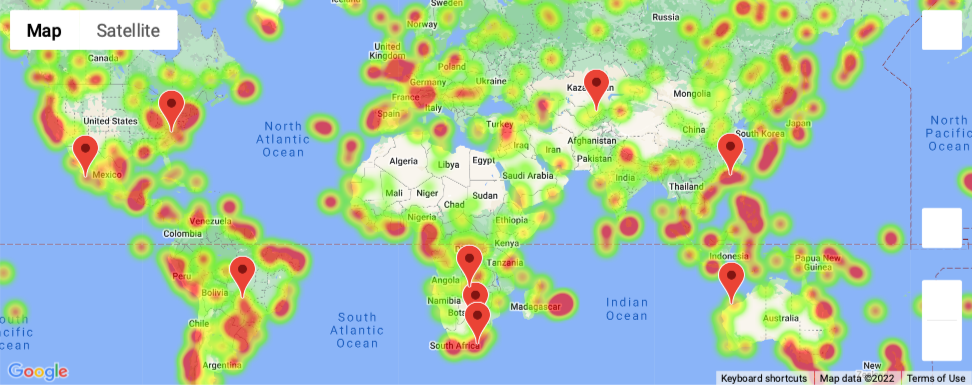 Sweden
Norway
Russia
Map
Satellite
Canada
United
Kingdom
Poland
Germany
Ukraine
Mongolia
France
Italy
Spain
United States
Turkey
China
South Korea
Japan
North
Atlantic
Ocean
North
Pacific
Ocean
Iraq
Iran
Afghanistan
Pakistan
Algeria
Libya
Egypt
Saudi Arabia
India
Mexico
Thailand
Mali
Niger
Sudan
Chad
Nigeria
Ethiopia
Venezuela
Colombia
Kenya
Indonesia
Papua New
Guinea
Tanzania
Peru
Angola
Bolivia
Namibia
Madagascar
South
Atlantic
Ocean
Indian
Ocean
Australia
Chile
South Africa
Argentina
New
Google
Keyboard shortcuts
Map data ©2022
Terms of Use